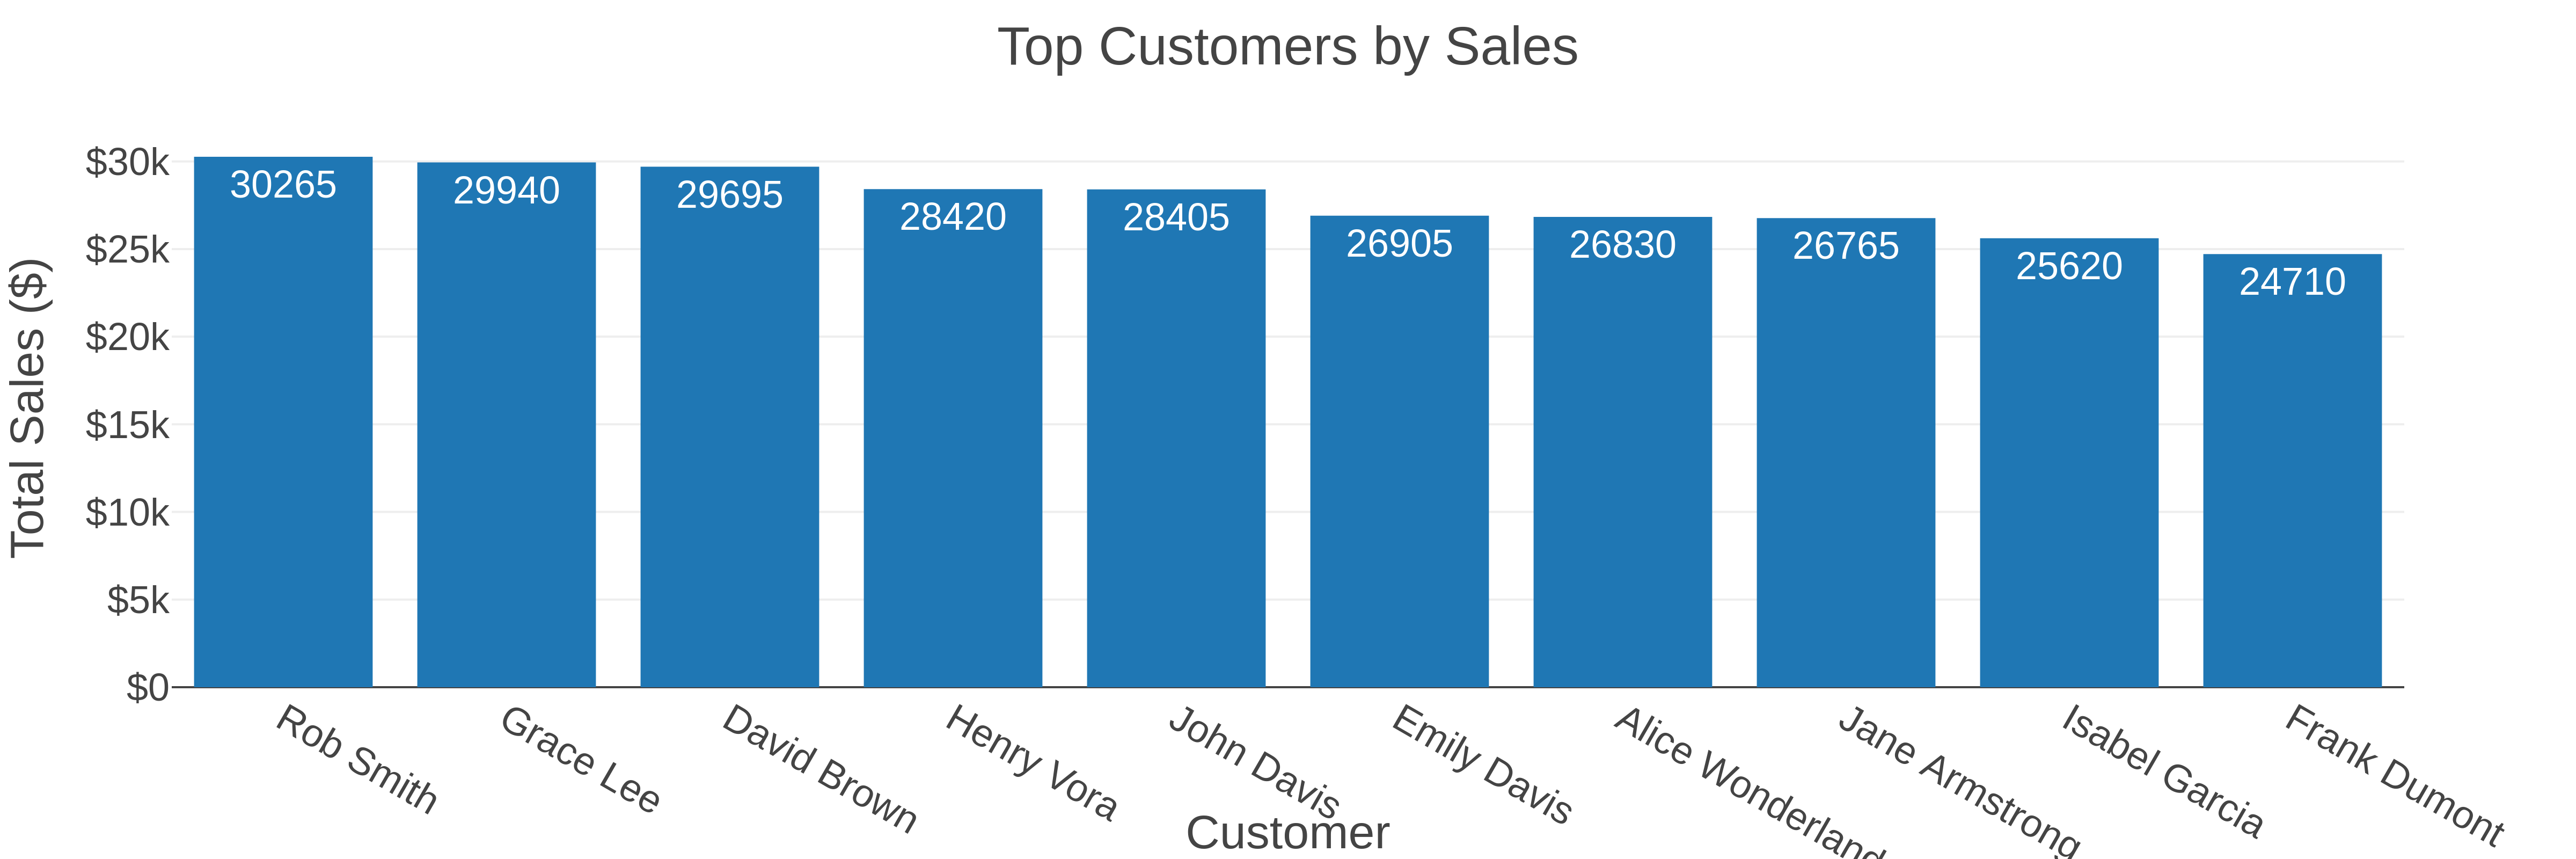 Top Customers by Sales
Total Sales ($)
$30k
$25k
$20k
$15k
$10k
$5k
$0
30265
29940
29695
28420
28405
26905
26830
26765
25620
24710
Rob Smith
Grace Lee
David Brown
Henry Vora
John Davis
Emily Davis
Alice Wonderland
Jane Armstrong
Isabel Garcia
Frank Dumont
Customer